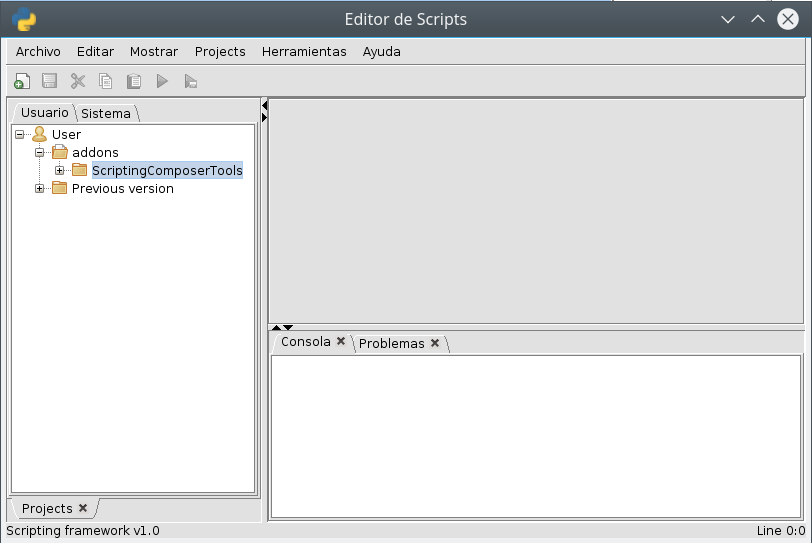 Editor de Scripts
Archivo Editar Mostrar Projects Herramientas Ayuda
Usuario Sistema
User
addons
ScriptingComposerTools
Previous version
Consola Problemas
Projects
Scripting framework v1.0 Line 0:0